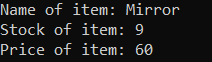 Name of item: Mirror
Stock of item: 9
Price of item: 60